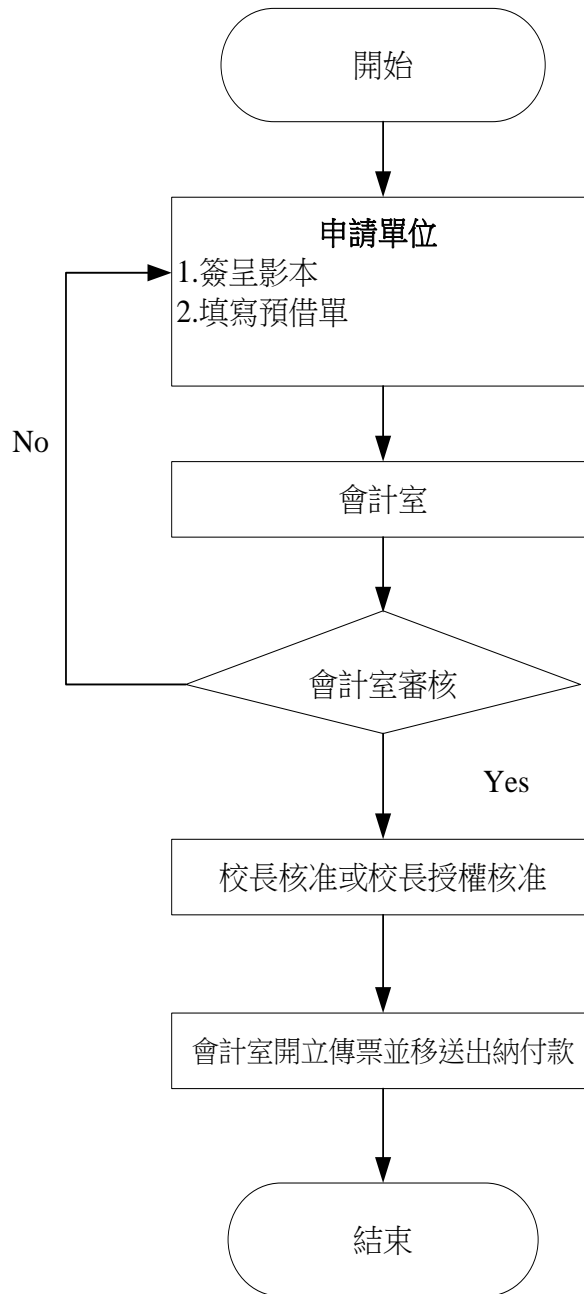 開始
申請單位
1.簽呈影本
2.填寫預借單
No
會計室
會計室審核
Yes
校長核准或校長授權核准
會計室開立傳票並移送出納付款
結束